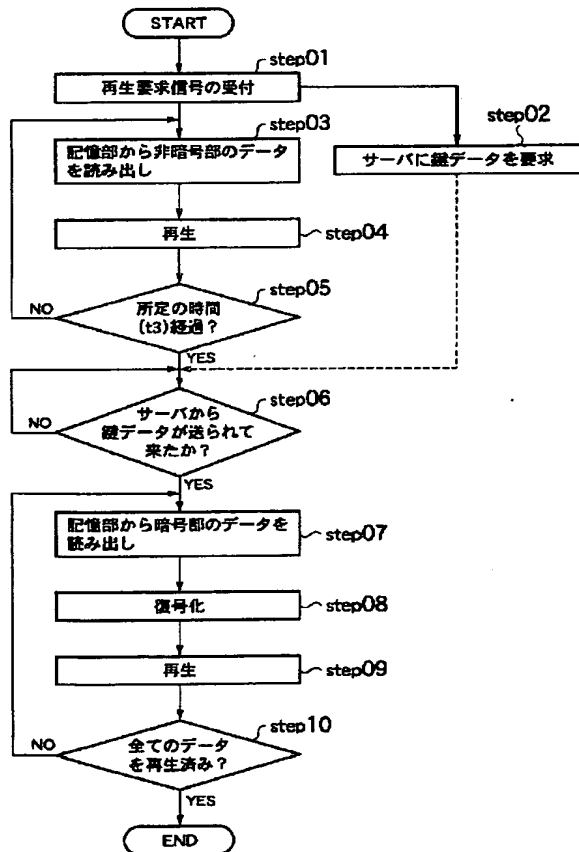 START
step01
再生要求信号の受付
step02
サーバに鍵データを要求
step03
記憶部から非暗号部のデータ
を読み出し
再生
step04
step05
所定の時間
(t3)経過？
NO
YES
step06
サーバから
鍵データが送られて
来たか？
NO
YES
記憶部から暗号部のデータを
読み出し
step07
復号化
step08
再生
step09
step10
全てのデータ
を再生済み？
NO
YES
END